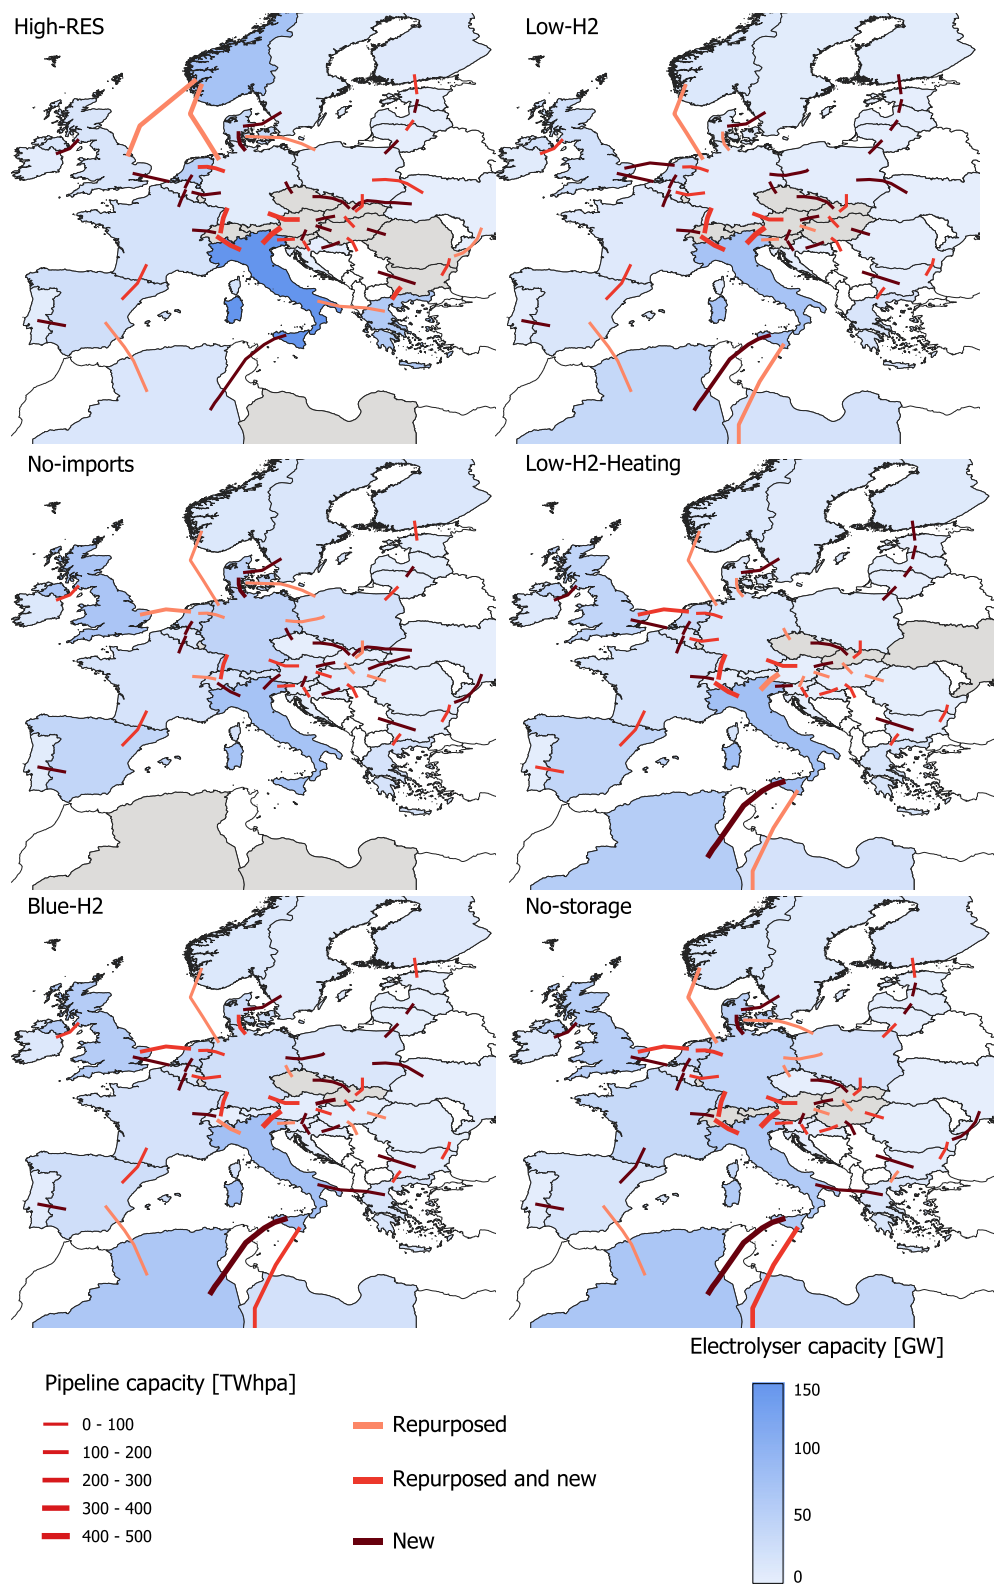 High-RES
Low-H2
No-imports
Low-H2-Heating
Blue-H2
No-storage
Electrolyser capacity [GW]
Pipeline capacity [TWhpa]
0 - 100
100 - 200
200 - 300
300 - 400
400 - 500
Repurposed
Repurposed and new
New
150
100
50
0